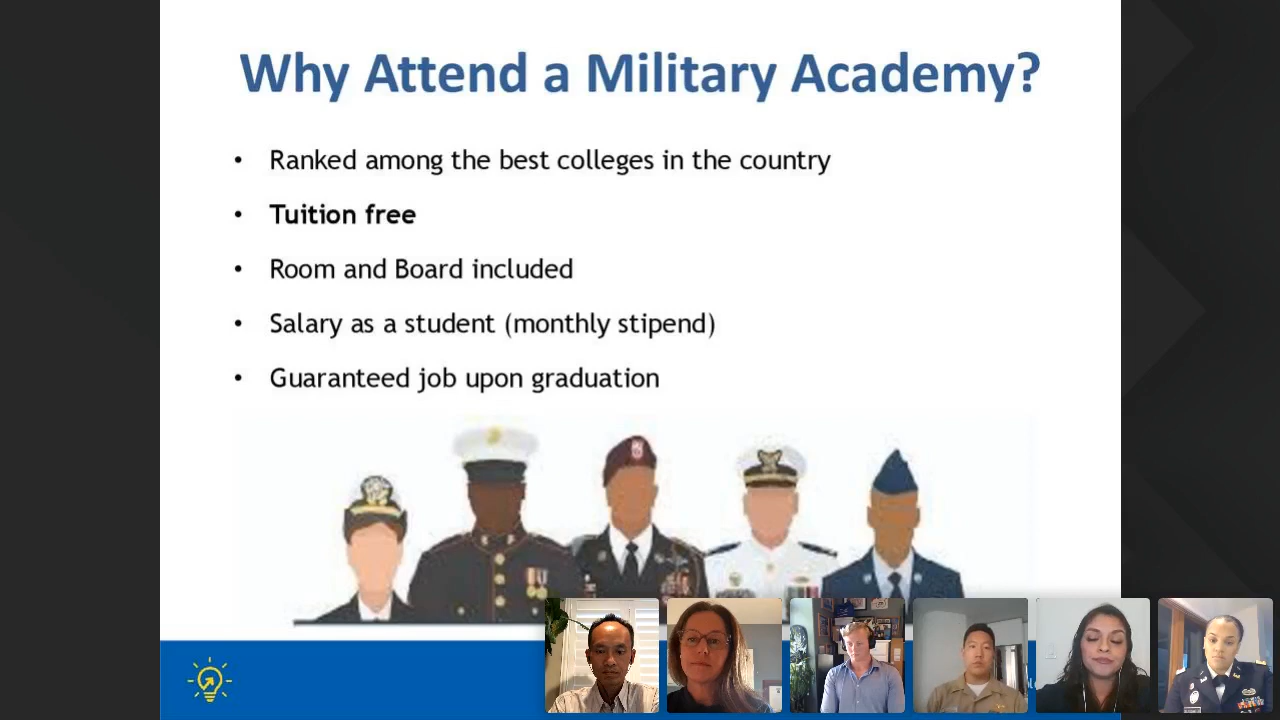 Why Attend a Military Academy?
• Ranked among the best colleges in the country
• Tuition free
• Room and Board included
• Salary as a student (monthly stipend)
• Guaranteed job upon graduation